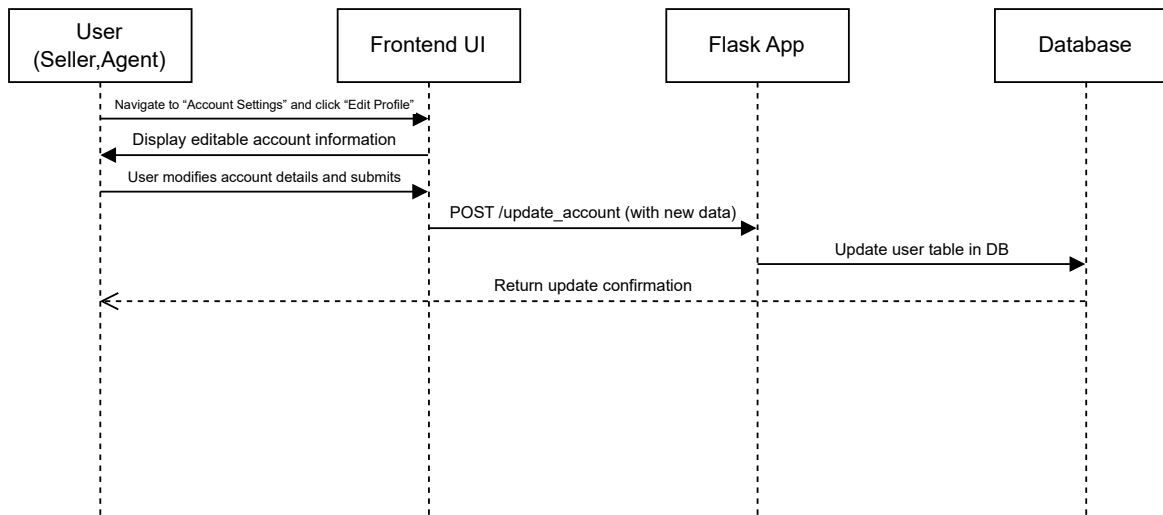 User
(Seller,Agent)
Frontend UI
Flask App
Database
Navigate to “Account Settings” and click “Edit Profile”
Display editable account information
User modifies account details and submits
POST /update_account (with new data)
Update user table in DB
Return update confirmation